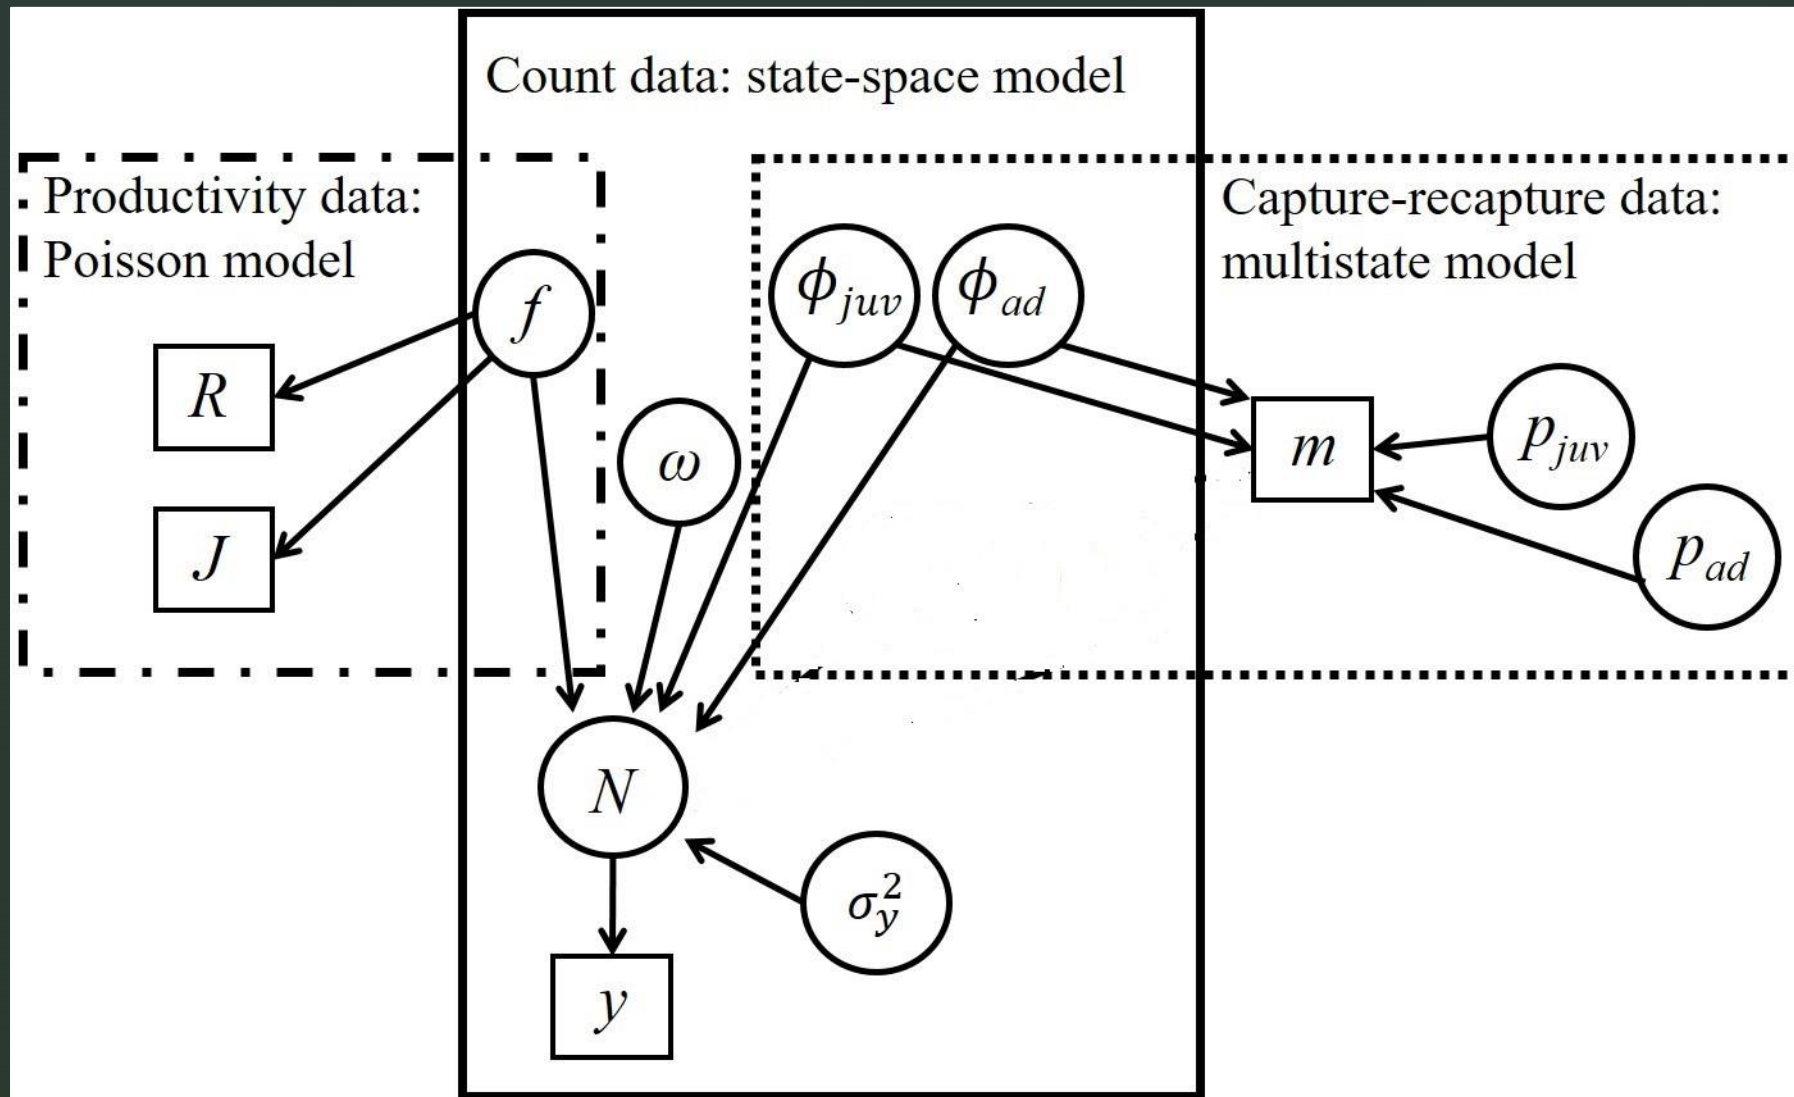 Count data: state-space model
Productivity data:
Poisson model
Capture-recapture data:
multistate model
f
ϕjuv
ϕad
R
ω
m
pjuv
J
pad
N
σ²y
y